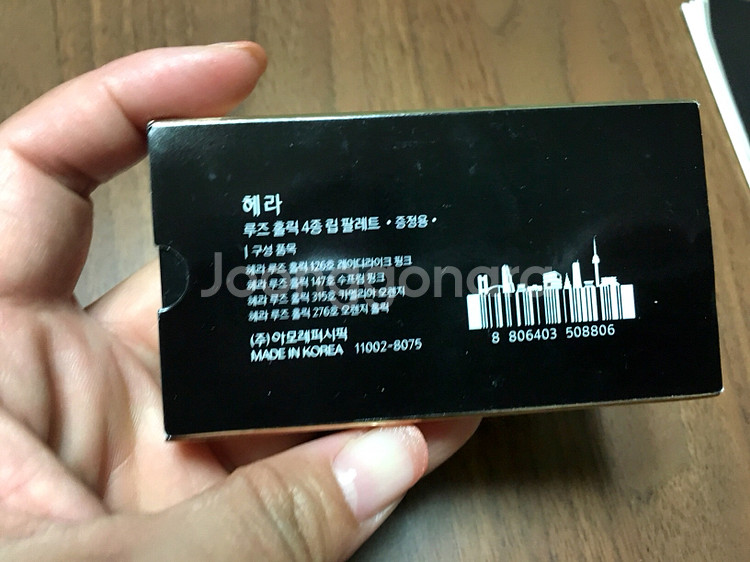 헤라
루즈 홀릭 4종 립 팔레트 • 증정용 •
| 구성 품목
헤라 루즈 홀릭 126호 레이디라이크 핑크
헤라 루즈 홀릭 147호 수프림 핑크
헤라 루즈 홀릭 315호 카멜리아 오렌지
헤라 루즈 홀릭 276호 오렌지 홀릭
(주)아모레퍼시픽
MADE IN KOREA 11002-8075
8 806403 508806
Joonggonara